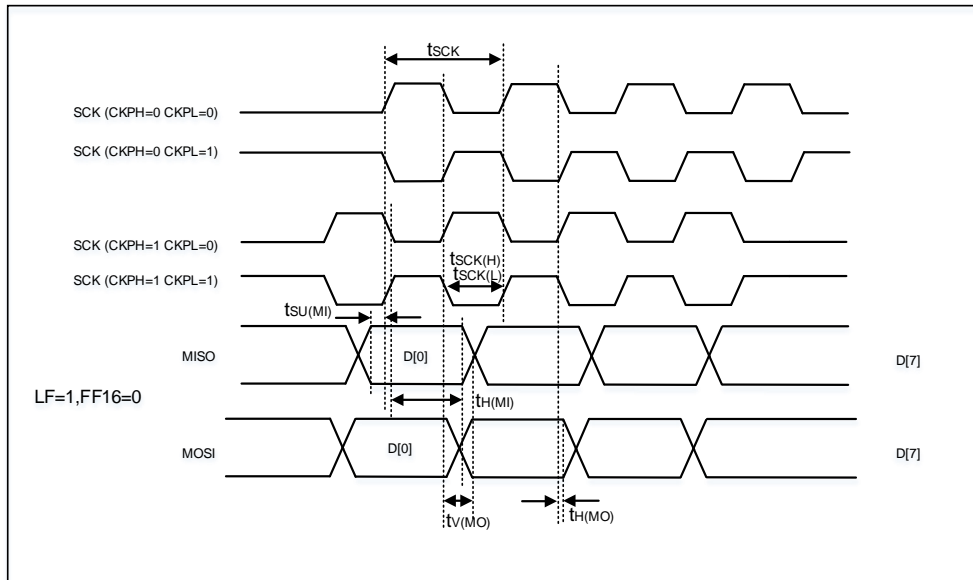 tSCK
SCK (CKPH=0 CKPL=0)
SCK (CKPH=0 CKPL=1)
SCK (CKPH=1 CKPL=0)
tSCK(H)
SCK (CKPH=1 CKPL=1)
tSCK(L)
tSU(MI)
MISO
D[0]
D[7]
LF=1,FF16=0
tH(MI)
MOSI
D[0]
D[7]
tV(MO)
tH(MO)